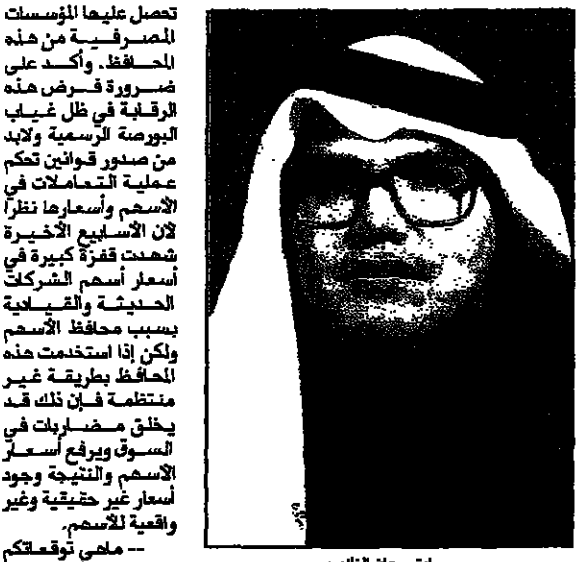 تحصل عليها المؤسسات
المصرفية من هذه
المحافظ. وأكد على
ضرورة فرض هذه
الرقابة في ظل غياب
البورصة الرسمية ولابد
من صدور قوانين تحكم
عملية التعاملات في
الأسهم وأسعارها نظرا
لأن الأسابيع الأخيرة
شهدت قفزة كبيرة في
أسعار أسهم الشركات
الحديثة والقيادية
بسبب محافظ الأسهم
ولكن إذا استخدمت هذه
المحافظ بطريقة غير
منتظمة فإن ذلك قد
يخلق مضاربات في
السوق ويرفع أسعار
الأسهم والنتيجة وجود
أسعار غير حقيقية وغير
واقعية للأسهم.
-- ماهي توقعاتكم